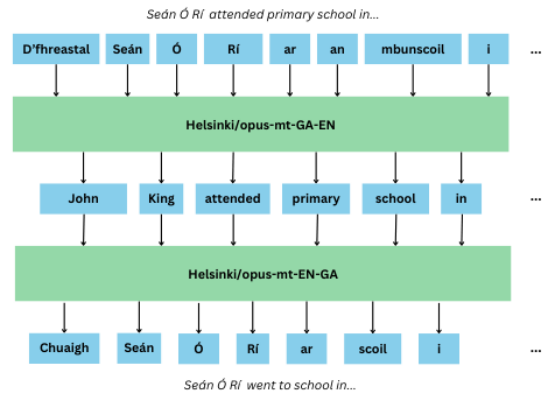 Seán Ó Rí attended primary school in...
D'fhreastal Seán Ó Rí ar an mbunscoil i ...
Helsinki/opus-mt-GA-EN
John King attended primary school in ...
Helsinki/opus-mt-EN-GA
Chuaigh Seán Ó Rí ar scoil i ...
Seán Ó Rí went to school in...